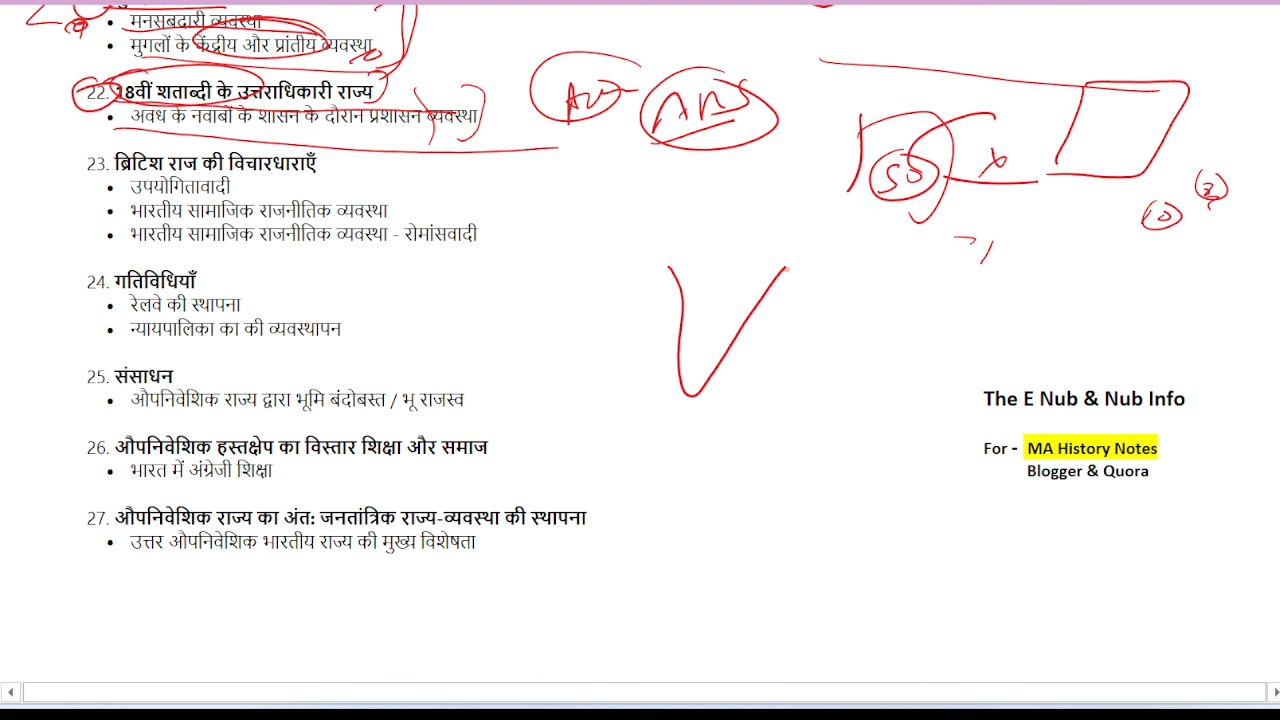 मनसबदारी व्यवस्था
मुगलों के केंद्रीय और प्रांतीय व्यवस्था
22. 18वीं शताब्दी के उत्तराधिकारी राज्य
अवध के नवाबों के शासन के दौरान प्रशासन व्यवस्था
23. ब्रिटिश राज की विचारधाराएँ
उपयोगितावादी
भारतीय सामाजिक राजनीतिक व्यवस्था
भारतीय सामाजिक राजनीतिक व्यवस्था - रोमांसवादी
24. गतिविधियाँ
रेलवे की स्थापना
न्यायपालिका का की व्यवस्थापन
25. संसाधन
औपनिवेशिक राज्य द्वारा भूमि बंदोबस्त / भू राजस्व
26. औपनिवेशिक हस्तक्षेप का विस्तार शिक्षा और समाज
भारत में अंग्रेजी शिक्षा
27. औपनिवेशिक राज्य का अंत: जनतांत्रिक राज्य-व्यवस्था की स्थापना
उत्तर औपनिवेशिक भारतीय राज्य की मुख्य विशेषता
50
10
The E Nub & Nub Info
For - MA History Notes
Blogger & Quora